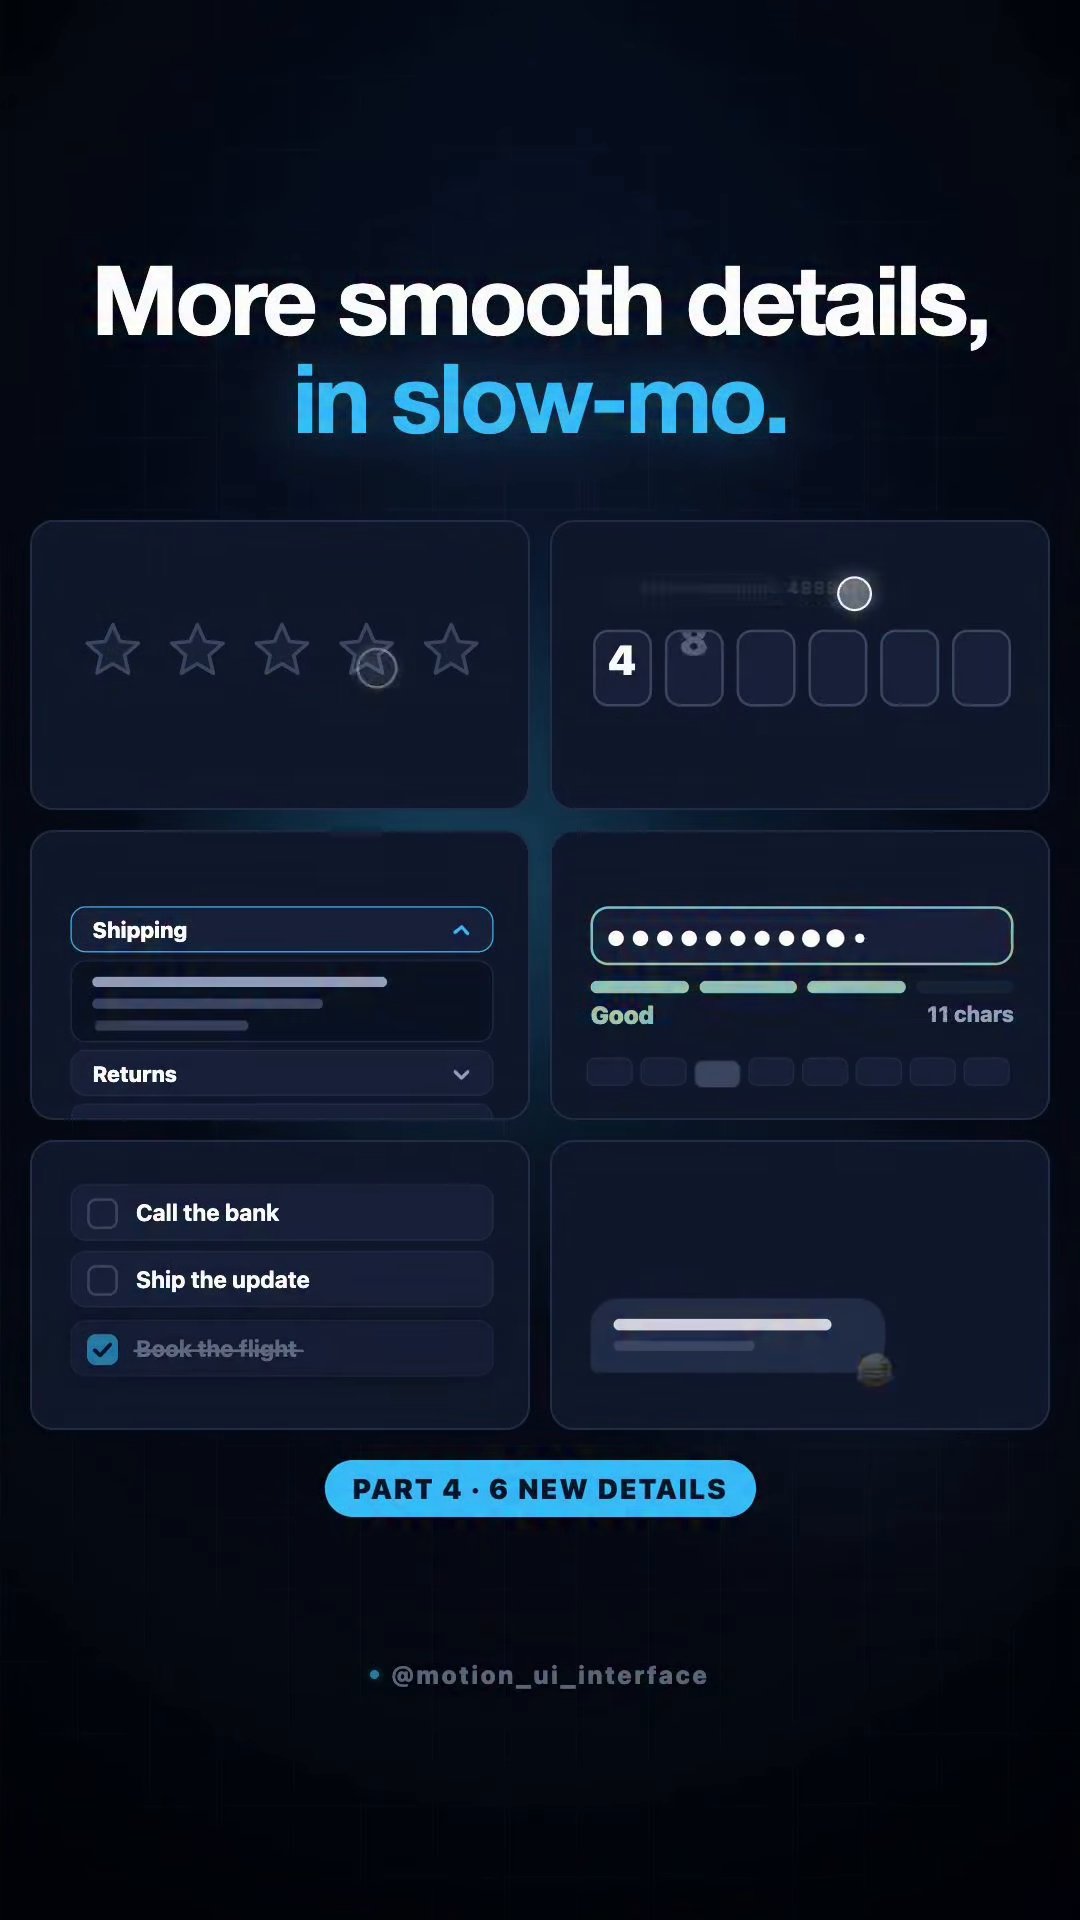 More smooth details,
in slow-mo.
4 8
Shipping
Returns
Good
11 chars
Call the bank
Ship the update
Book the flight
PART 4 · 6 NEW DETAILS
@motion_ui_interface